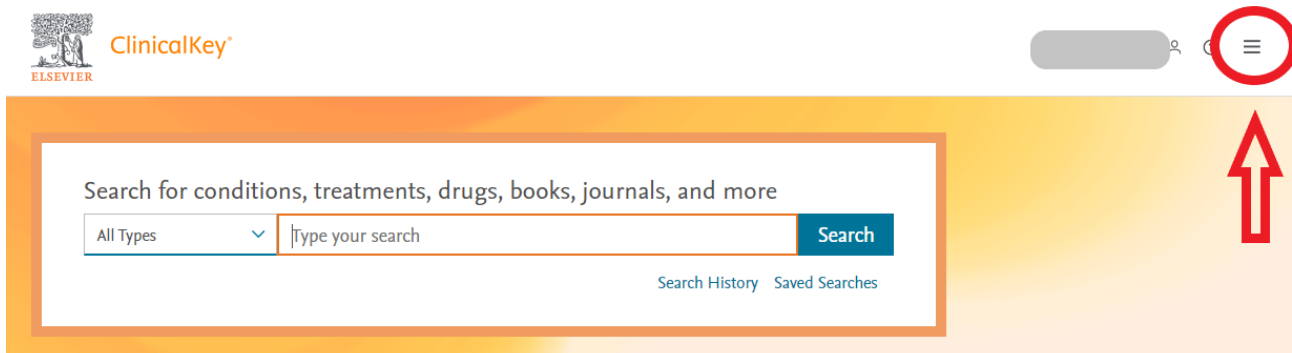 ClinicalKey®
ELSEVIER
Search for conditions, treatments, drugs, books, journals, and more
All Types
Type your search
Search
Search History Saved Searches